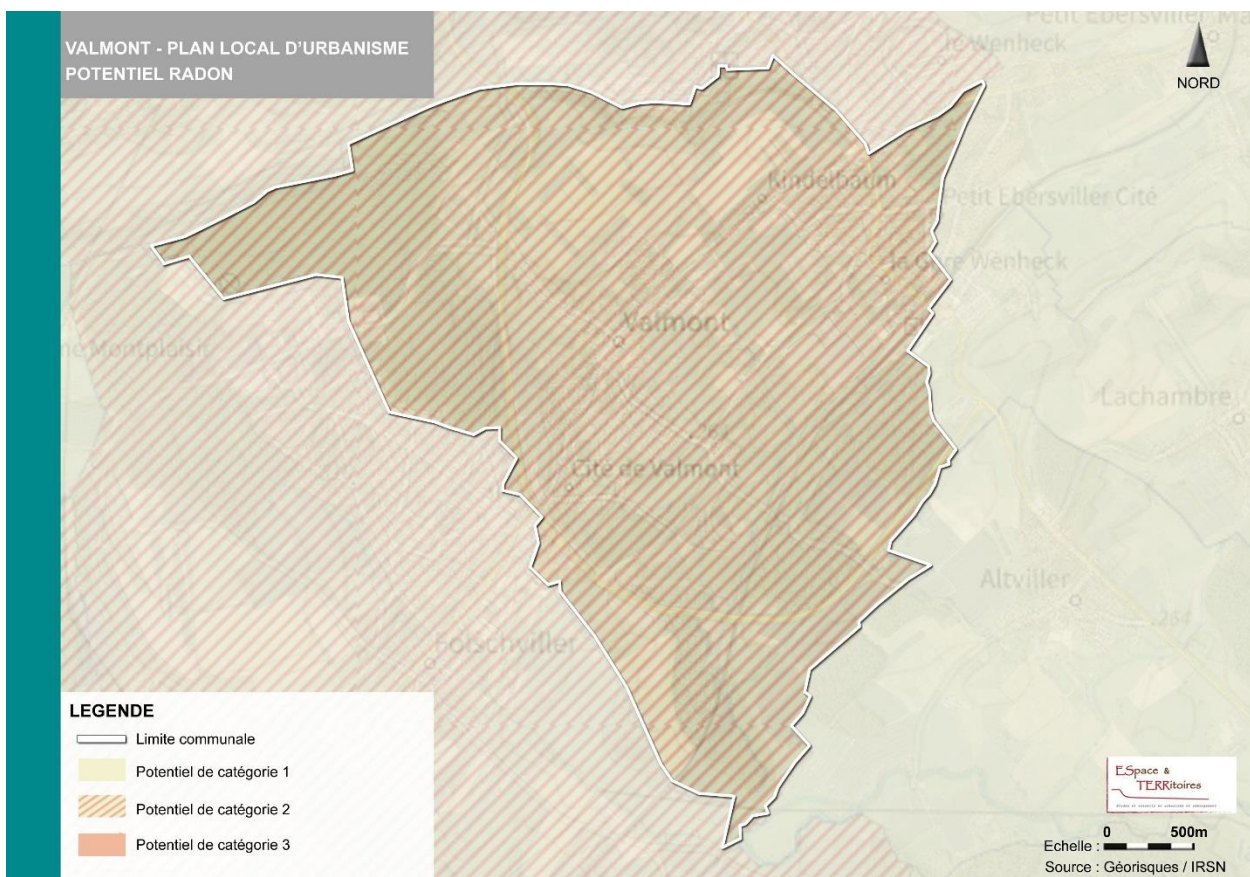 VALMONT - PLAN LOCAL D'URBANISME
POTENTIEL RADON
NORD
Petit Ebersviller
le Wenheck
Kindelbaum
Petit Ebersviller Cité
la Gare Wenheck
Valmont
Montplaisir
Lachambre
Cité de Valmont
Altviller
264
Folschviller
LEGENDE
Limite communale
Potentiel de catégorie 1
Potentiel de catégorie 2
Potentiel de catégorie 3
ESpace &
TERRitoires
0 500m
Echelle :
Source : Géorisques / IRSN